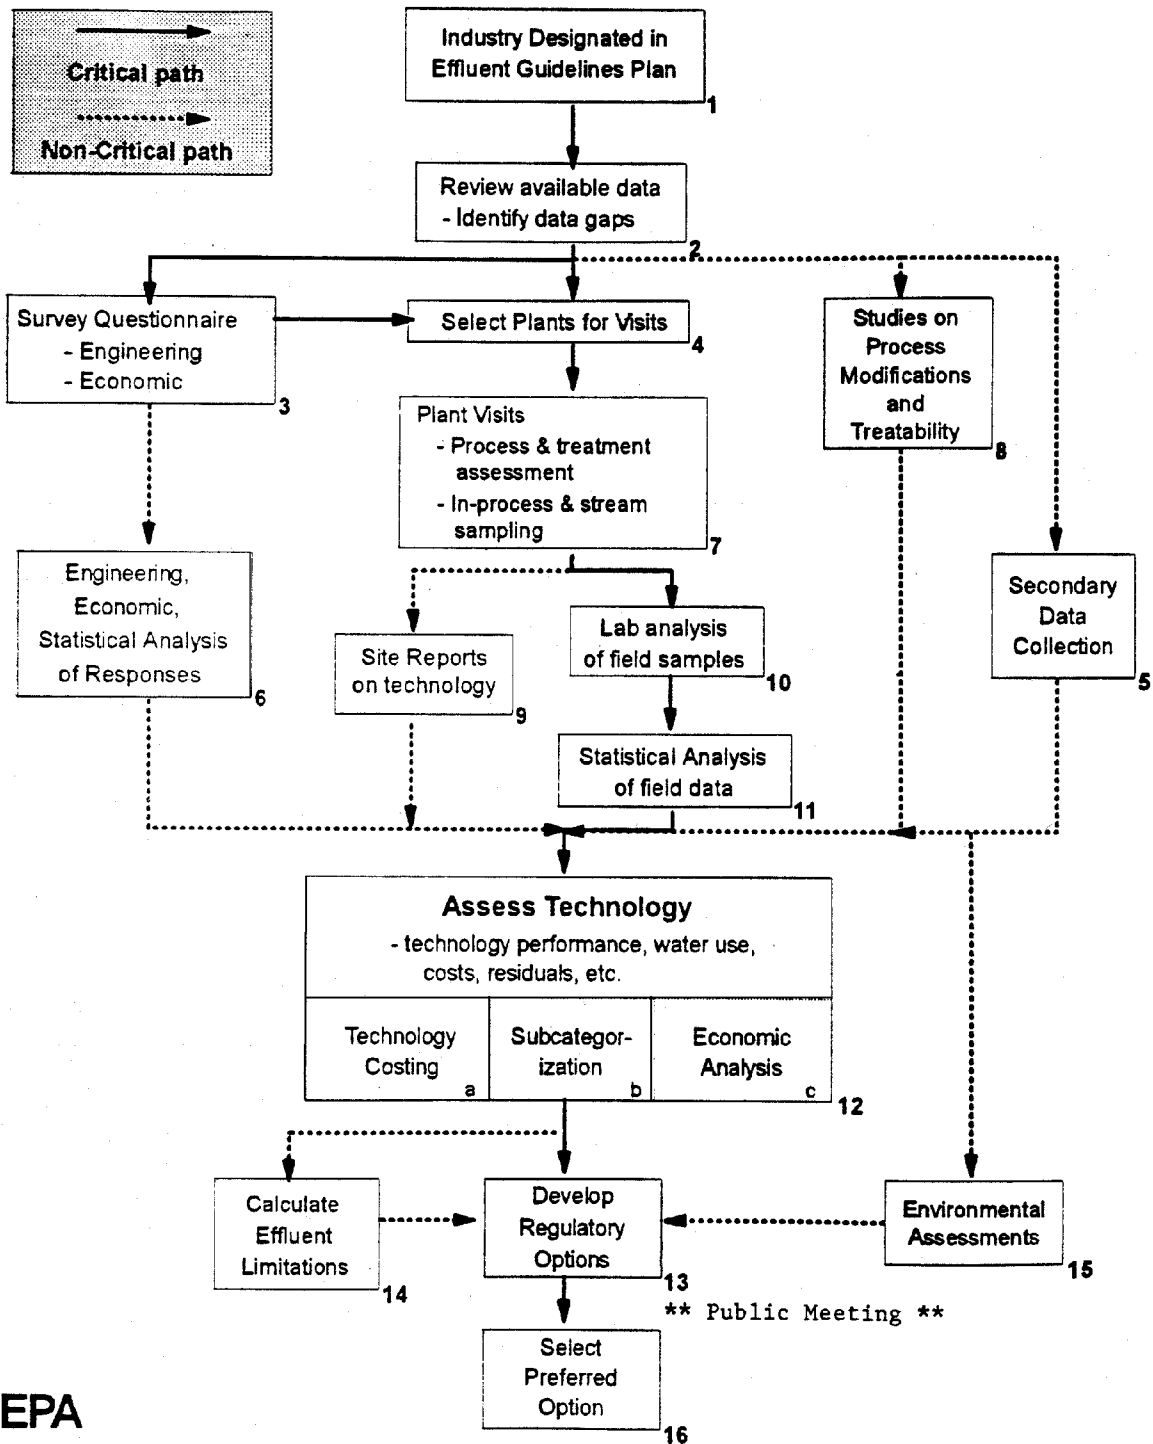 Critical path
Non-Critical path
Industry Designated in
Effluent Guidelines Plan
1
Review available data
- Identify data gaps
2
Survey Questionnaire
- Engineering
- Economic
3
Select Plants for Visits
4
Studies on
Process
Modifications
and
Treatability
8
Plant Visits
- Process & treatment
assessment
- In-process & stream
sampling
7
Engineering,
Economic,
Statistical Analysis
of Responses
6
Secondary
Data
Collection
5
Site Reports
on technology
9
Lab analysis
of field samples
10
Statistical Analysis
of field data
11
Assess Technology
- technology performance, water use,
costs, residuals, etc.
Technology
Costing
a
Subcategor-
ization
b
Economic
Analysis
c
12
Calculate
Effluent
Limitations
14
Develop
Regulatory
Options
13
Environmental
Assessments
15
** Public Meeting **
Select
Preferred
Option
16
EPA